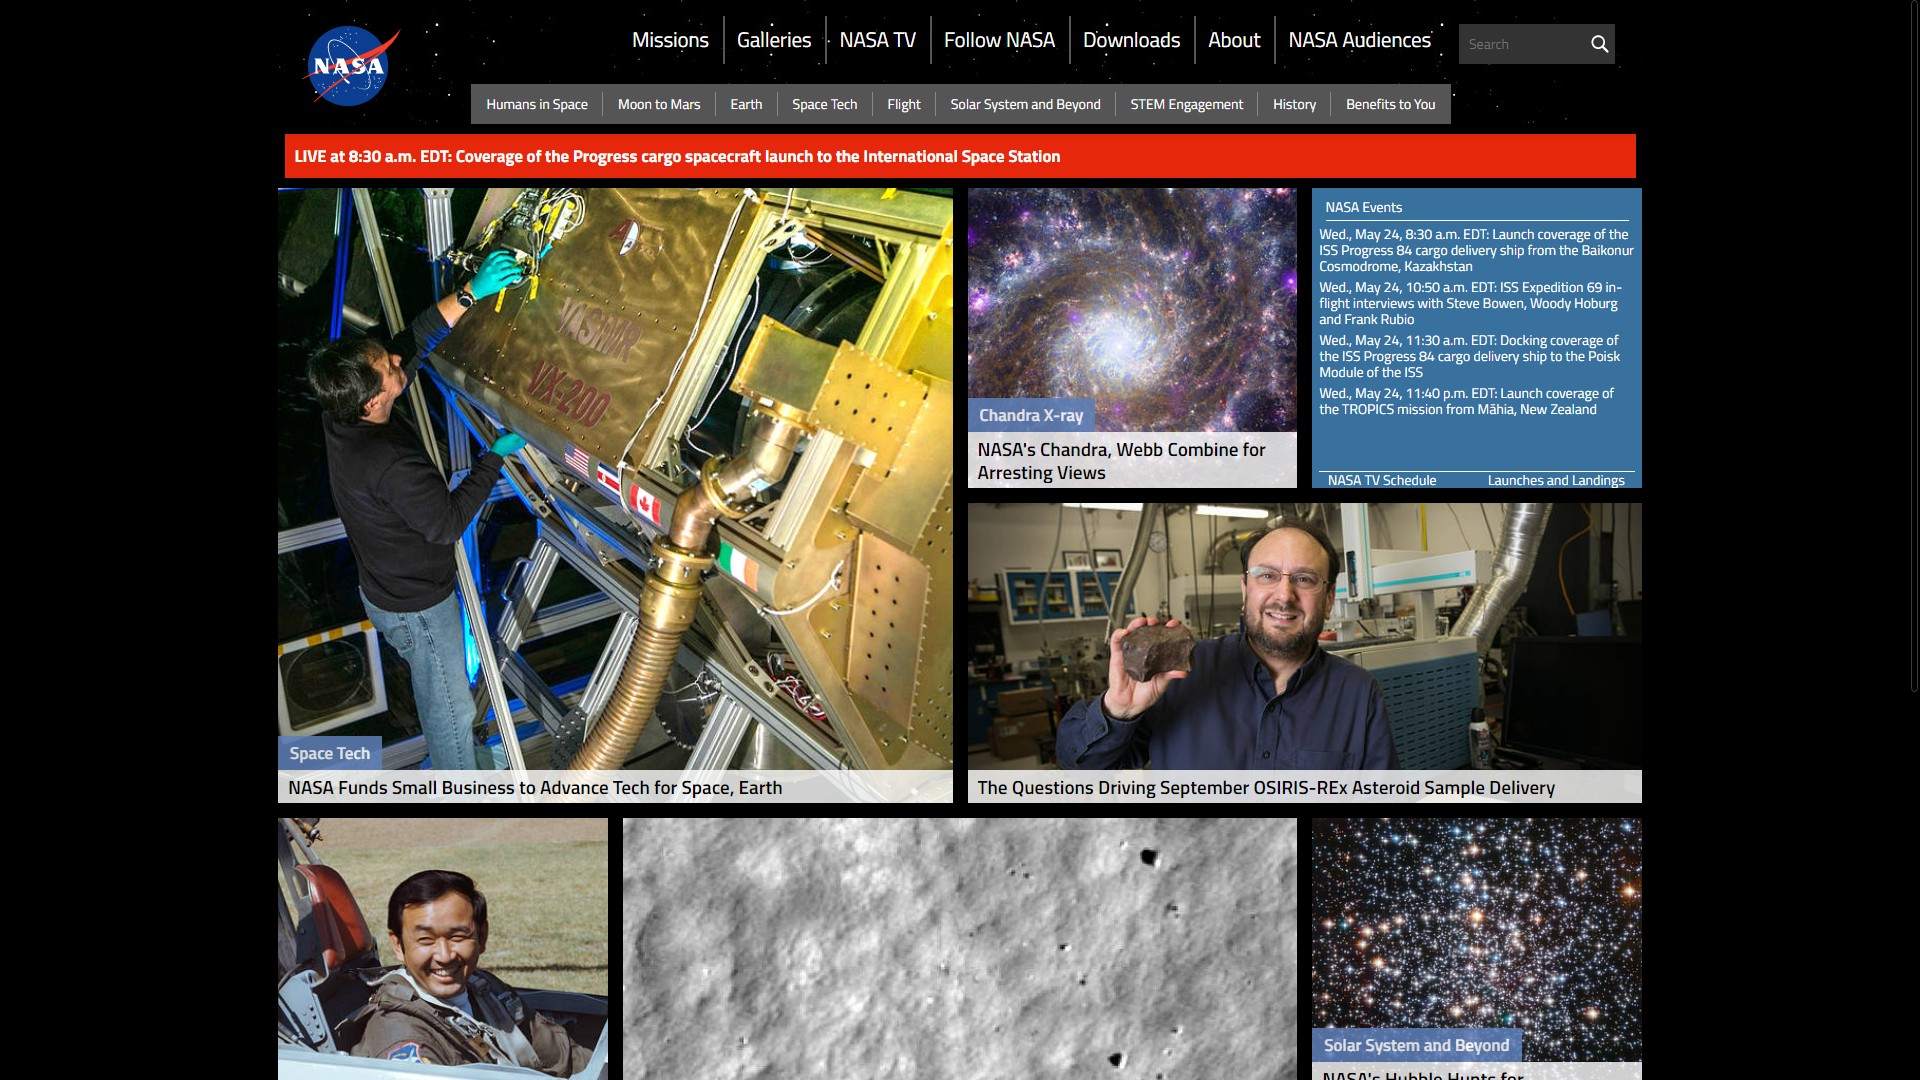 NASA
Missions
Galleries
NASA TV
Follow NASA
Downloads
About
NASA Audiences
Search
Humans in Space
Moon to Mars
Earth
Space Tech
Flight
Solar System and Beyond
STEM Engagement
History
Benefits to You
LIVE at 8:30 a.m. EDT: Coverage of the Progress cargo spacecraft launch to the International Space Station
VASIMR
VX-200
Space Tech
NASA Funds Small Business to Advance Tech for Space, Earth
Chandra X-ray
NASA's Chandra, Webb Combine for
Arresting Views
NASA Events
Wed., May 24, 8:30 a.m. EDT: Launch coverage of the
ISS Progress 84 cargo delivery ship from the Baikonur
Cosmodrome, Kazakhstan
Wed., May 24, 10:50 a.m. EDT: ISS Expedition 69 in-
flight interviews with Steve Bowen, Woody Hoburg
and Frank Rubio
Wed., May 24, 11:30 a.m. EDT: Docking coverage of
the ISS Progress 84 cargo delivery ship to the Poisk
Module of the ISS
Wed., May 24, 11:40 p.m. EDT: Launch coverage of
the TROPICS mission from Māhia, New Zealand
NASA TV Schedule
Launches and Landings
The Questions Driving September OSIRIS-REx Asteroid Sample Delivery
Solar System and Beyond
NASA's Hubble Hunts for